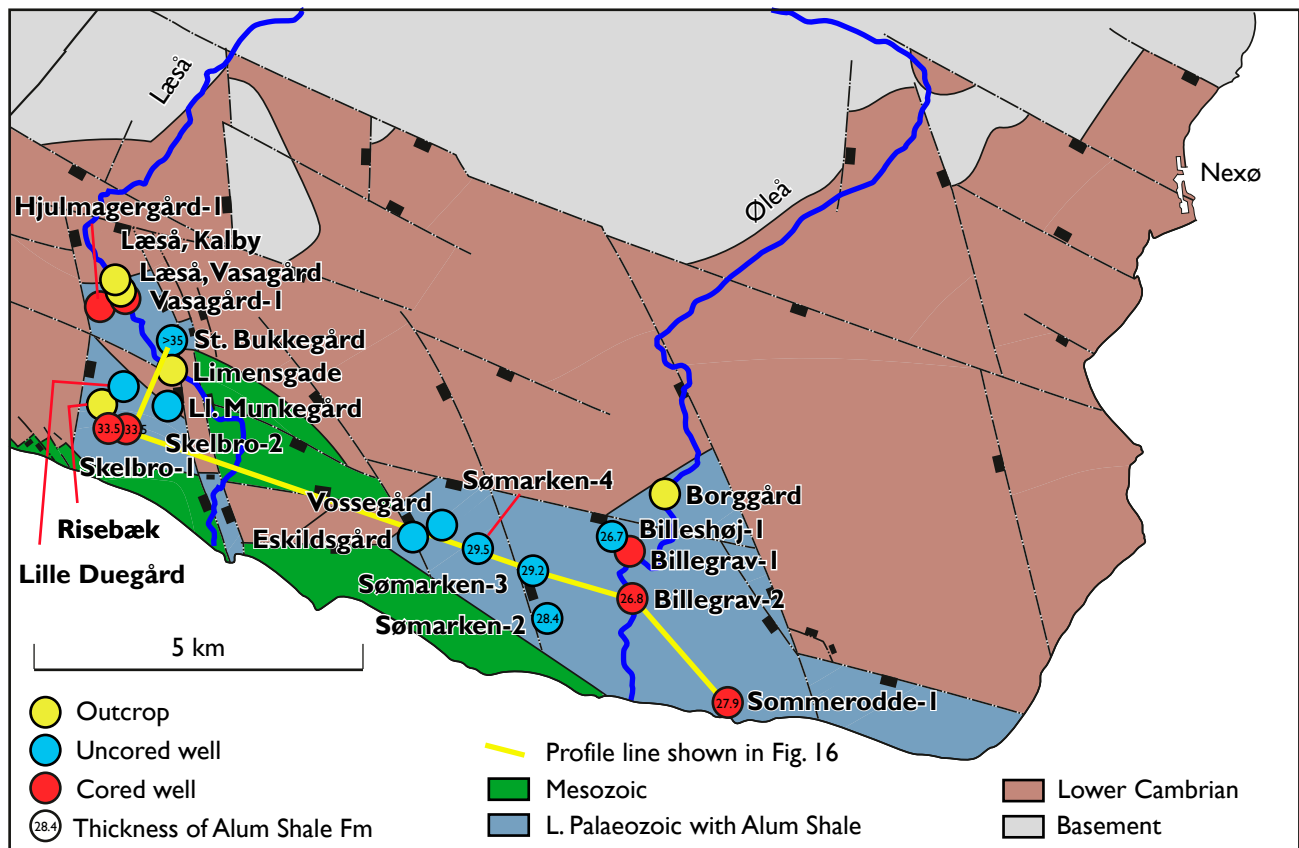 Læså
Øleå
Nexø
Hjulmagergård-1
Læså, Kalby
Læså, Vasagård
Vasagård-1
>35
St. Bukkegård
Limensgade
Ll. Munkegård
33.5
33.5
Skelbro-2
Skelbro-1
Risebæk
Lille Duegård
Vossegård
Eskildsgård
Sømarken-4
29.5
Sømarken-3
29.2
Sømarken-2
28.4
Borggård
Billeshøj-1
26.7
Billegrav-1
26.8
Billegrav-2
27.9
Sommerodde-1
5 km
Outcrop
Uncored well
Cored well
28.4
Thickness of Alum Shale Fm
Profile line shown in Fig. 16
Mesozoic
L. Palaeozoic with Alum Shale
Lower Cambrian
Basement